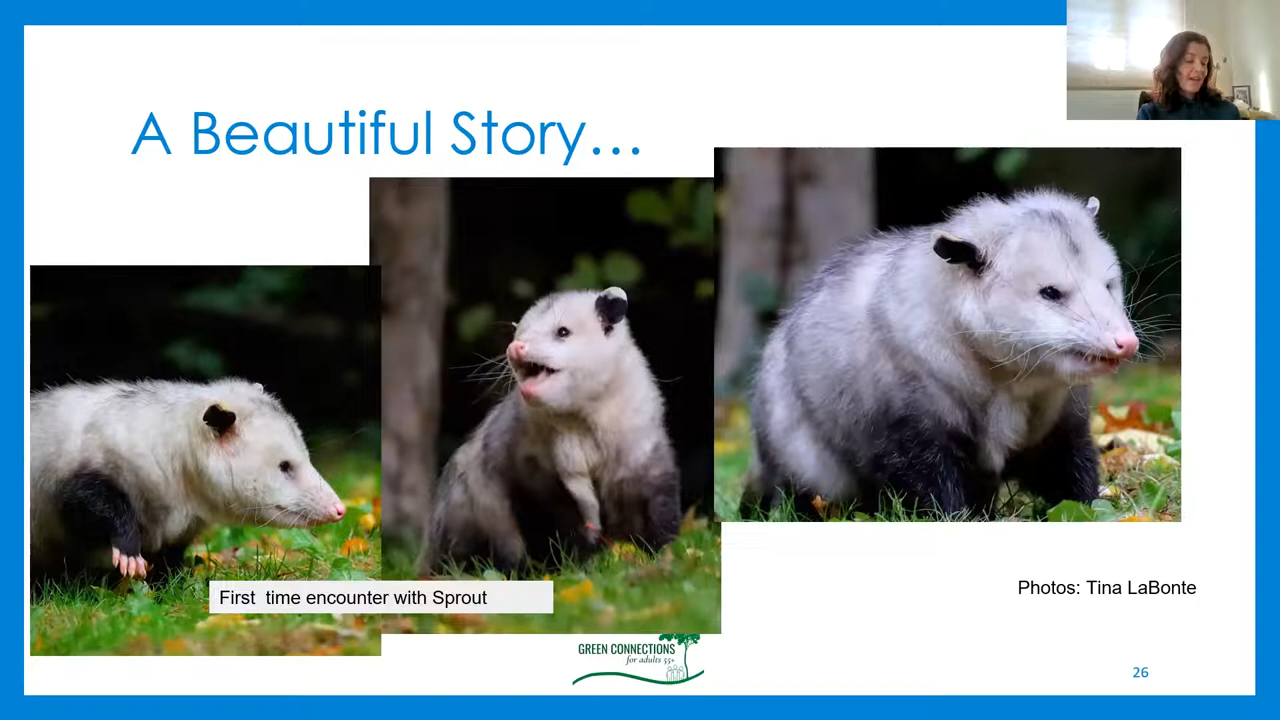 A Beautiful Story...
First  time encounter with Sprout
Photos: Tina LaBonte
GREEN CONNECTIONS
for adults 55+
26